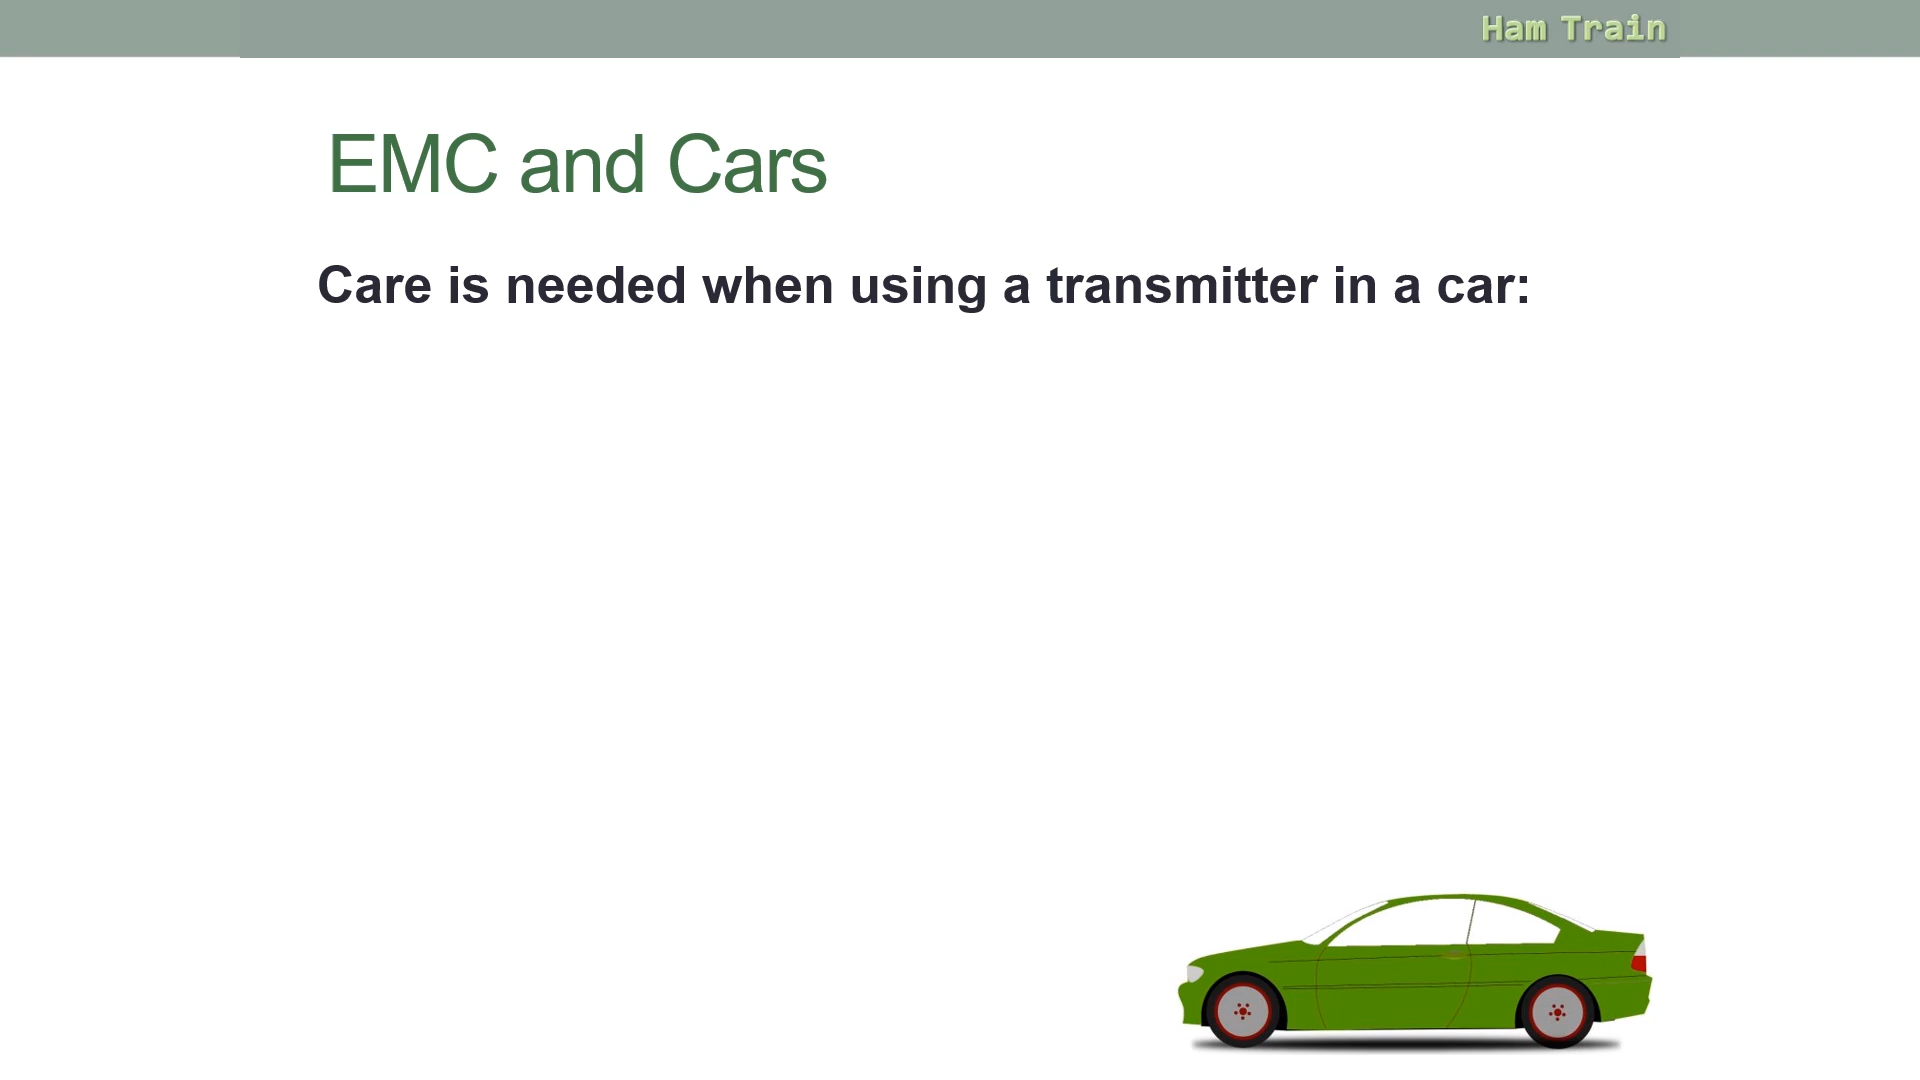 Ham Train
EMC and Cars
Care is needed when using a transmitter in a car: